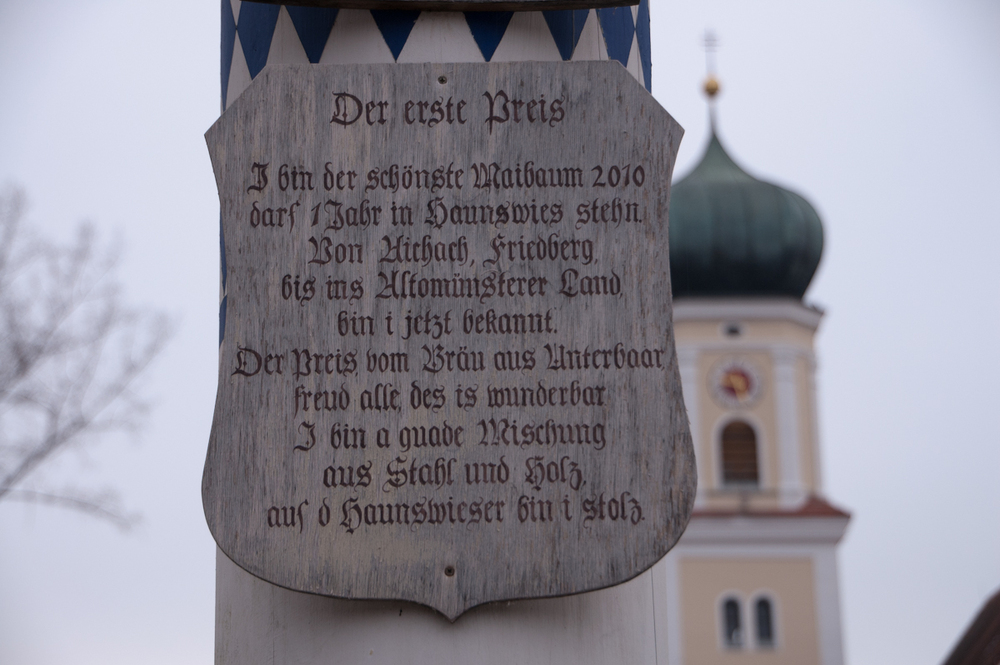 Der erste Preis
I bin der schönste Maibaum 2010
darf 1 Jahr in Haunswies stehn.
Von Aichach, Friedberg,
bis ins Altomünsterer Land,
bin i jetzt bekannt.
Der Preis vom Bräu aus Unterbaar,
freud alle, des is wunderbar
I bin a guade Mischung
aus Stahl und Holz,
auf d Haunswieser bin i stolz.